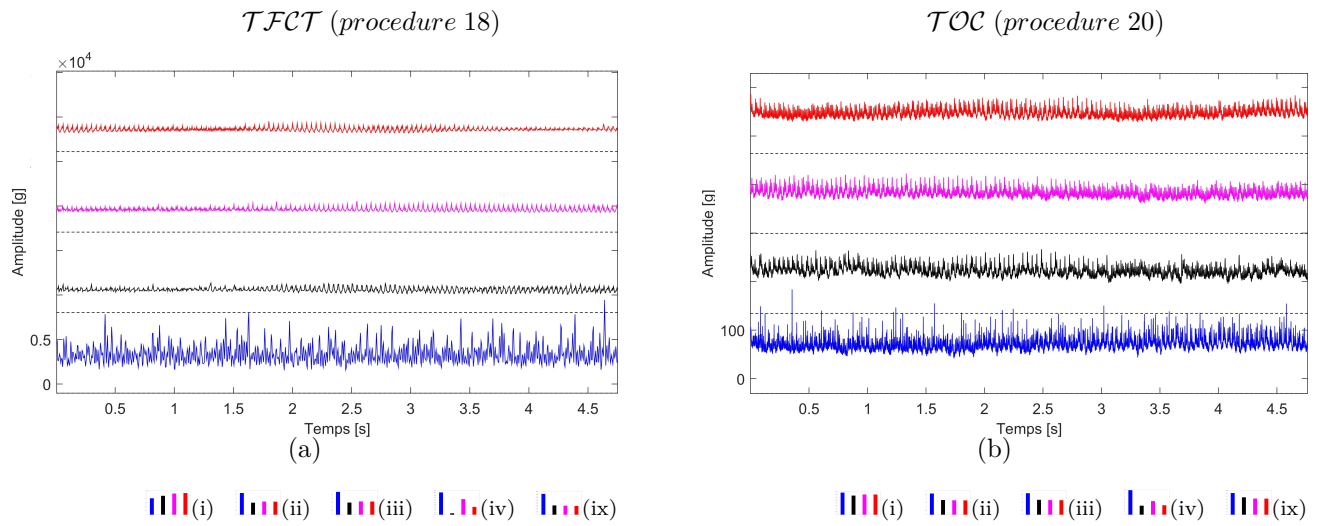 𝒯ℱ𝒞𝒯 (procedure 18)
𝒯𝒪𝒞 (procedure 20)
×10⁴
Amplitude [g]
0.5
0
0.5 1 1.5 2 2.5 3 3.5 4 4.5
Temps [s]
(a)
Amplitude [g]
100
0
0.5 1 1.5 2 2.5 3 3.5 4 4.5
Temps [s]
(b)
(i) (ii) (iii) (iv) (ix)
(i) (ii) (iii) (iv) (ix)